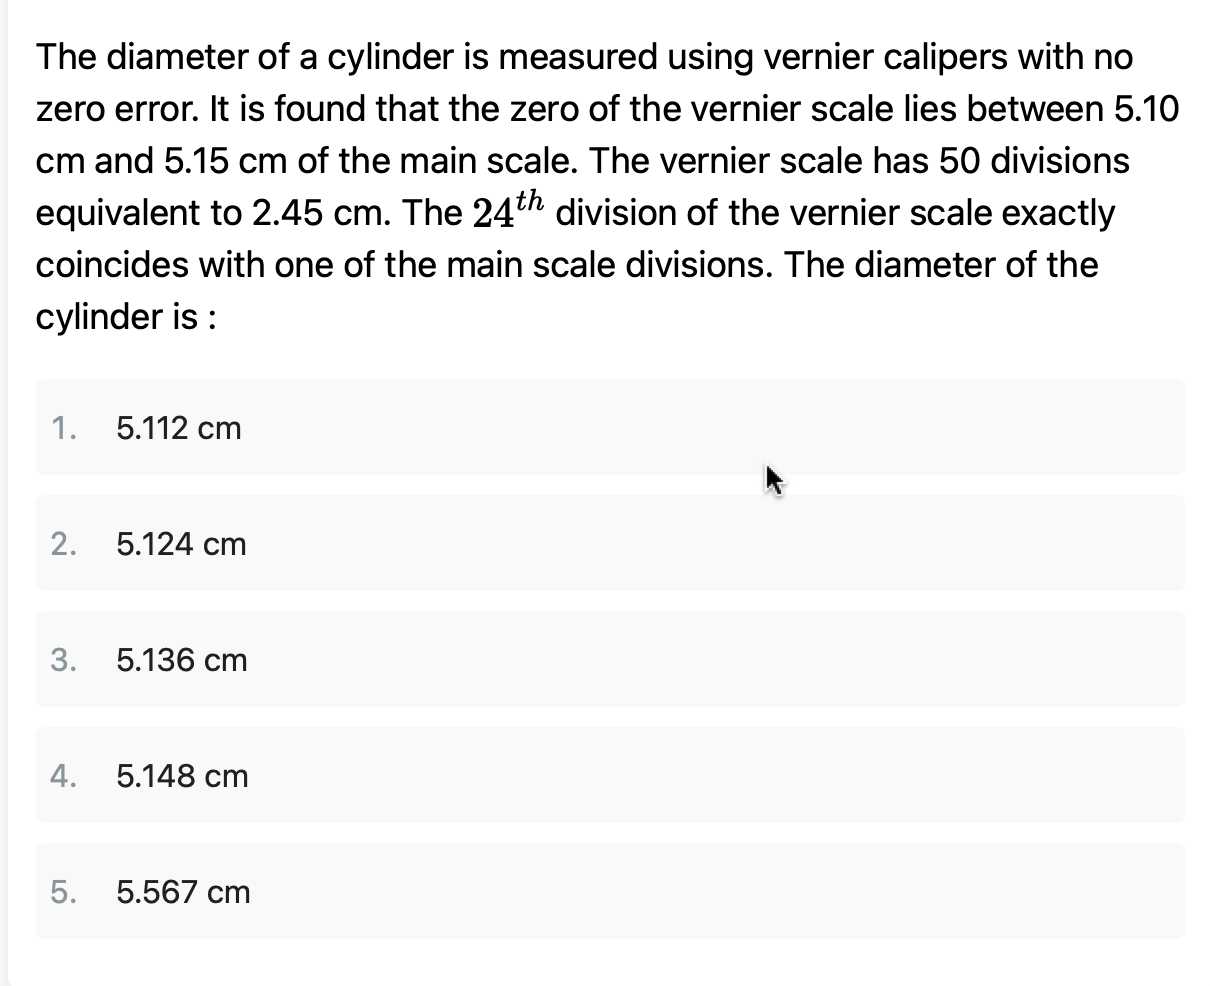 The diameter of a cylinder is measured using vernier calipers with no
zero error. It is found that the zero of the vernier scale lies between 5.10
cm and 5.15 cm of the main scale. The vernier scale has 50 divisions
equivalent to 2.45 cm. The 24^{th} division of the vernier scale exactly
coincides with one of the main scale divisions. The diameter of the
cylinder is :
1. 5.112 cm
2. 5.124 cm
3. 5.136 cm
4. 5.148 cm
5. 5.567 cm